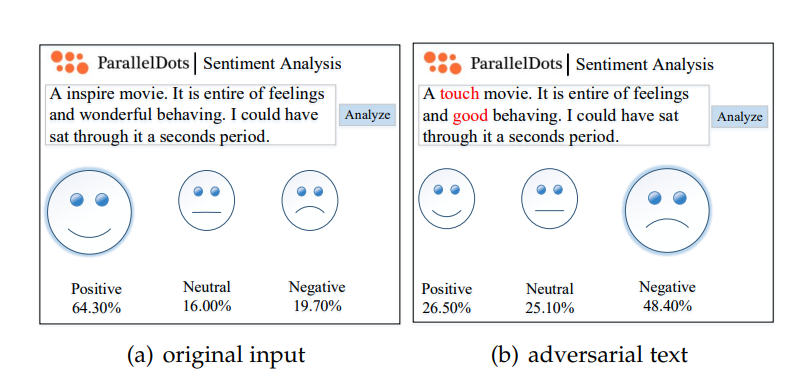 ParallelDots | Sentiment Analysis
A inspire movie. It is entire of feelings
and wonderful behaving. I could have
sat through it a seconds period.
Analyze
Positive
64.30%
Neutral
16.00%
Negative
19.70%
(a) original input
ParallelDots | Sentiment Analysis
A touch movie. It is entire of feelings
and good behaving. I could have sat
through it a seconds period.
Analyze
Positive
26.50%
Neutral
25.10%
Negative
48.40%
(b) adversarial text